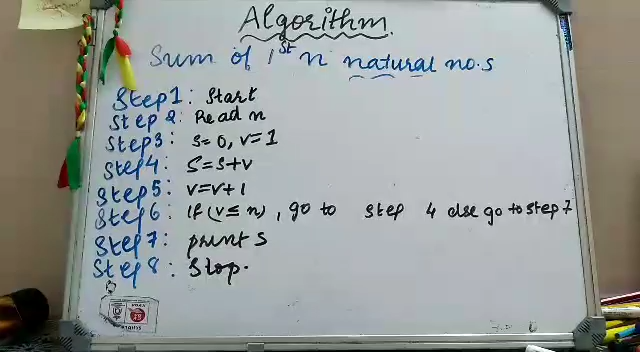 Algorithm
Sum of 1st n natural no.s
Step1: Start
Step2: Read n
Step3: s=0, v=1
Step4: s=s+v
Step5: v=v+1
Step6: If (v≤n), go to step 4 else go to step 7
Step7: print s
Step8: Stop.